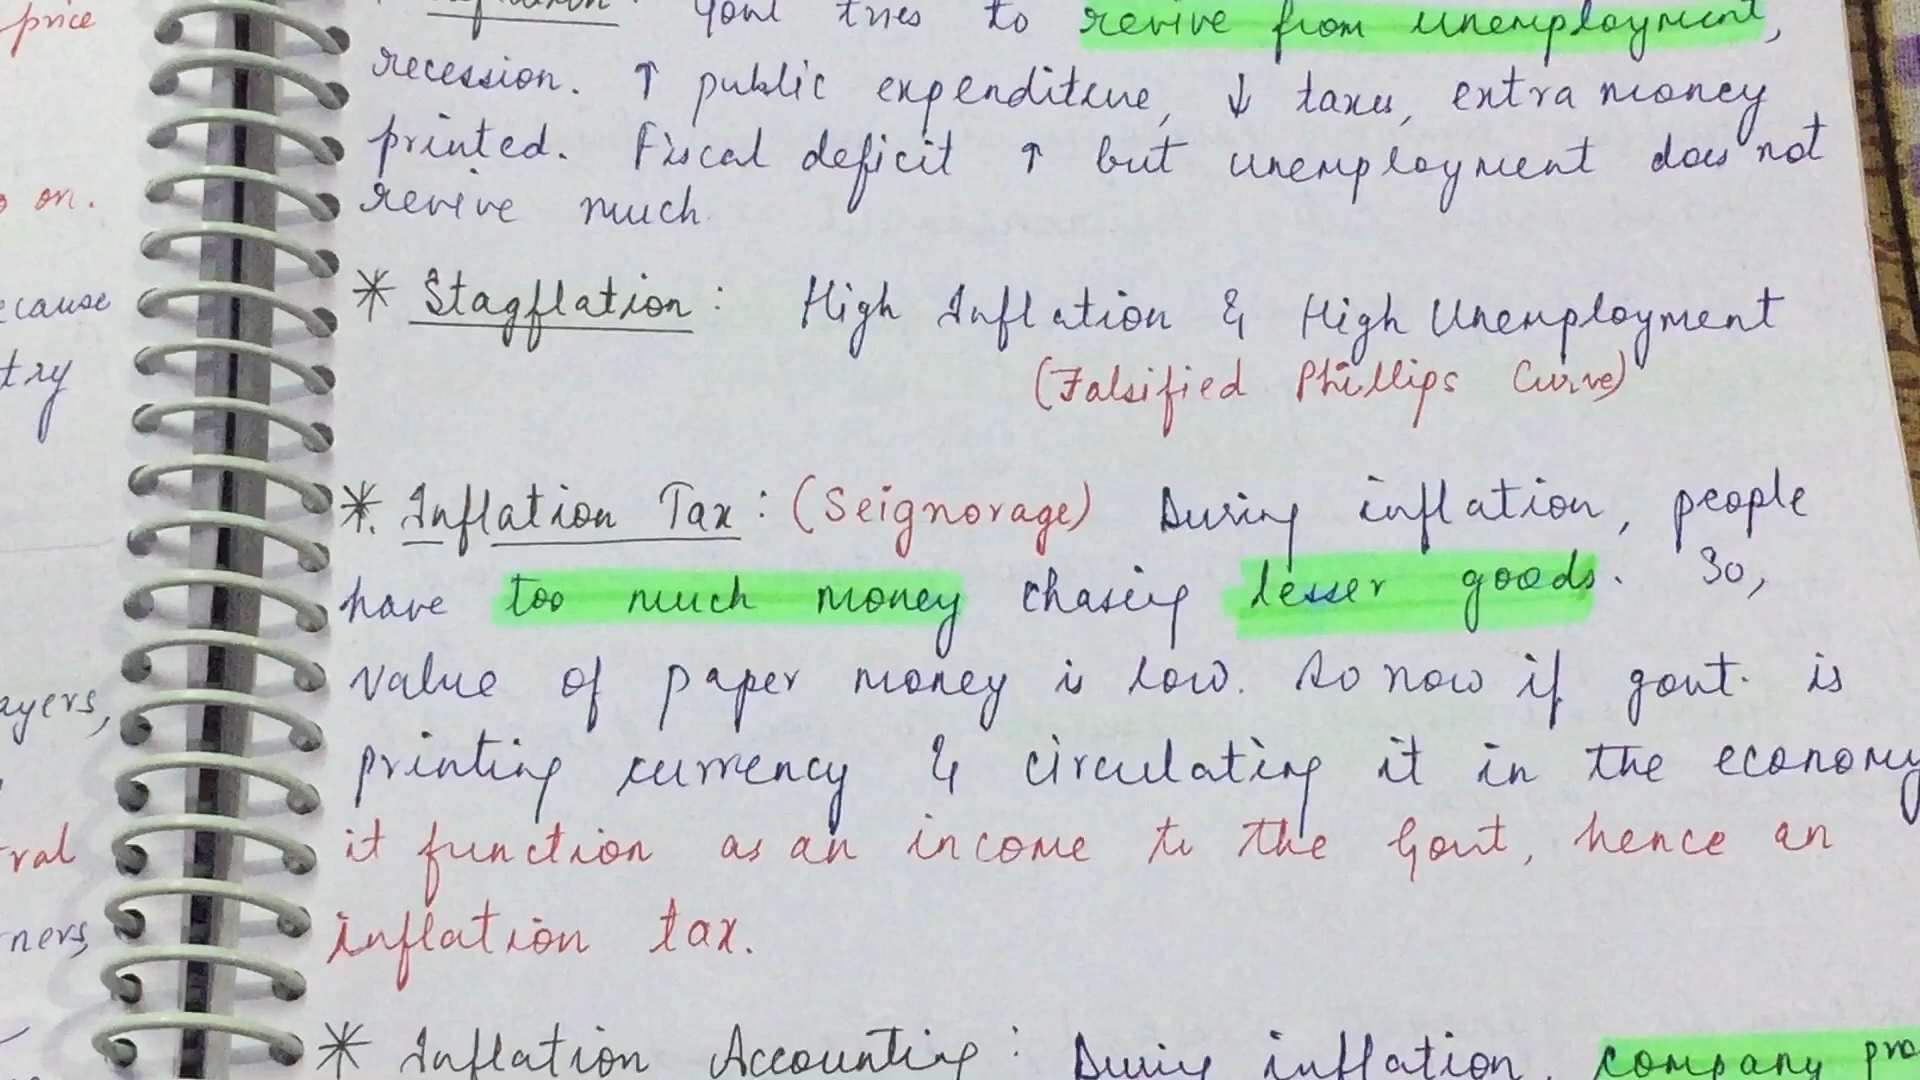 price
Govt tries to revive from unemployment,
recession. ↑ public expenditure, ↓ taxes, extra money
printed. Fiscal deficit ↑ but unemployment does not
on.
revive much.
ecause
* Stagflation: High Inflation & High Unemployment
try
(Falsified Phillips Curve)
* Inflation Tax: (Seignorage) During inflation, people
have too much money chasing lesser goods. So,
ayers,
value of paper money is low. So now if govt. is
printing currency & circulating it in the economy
ral
it function as an income to the Govt, hence an
rners,
inflation tax.
* Inflation Accounting: During inflation, company pro